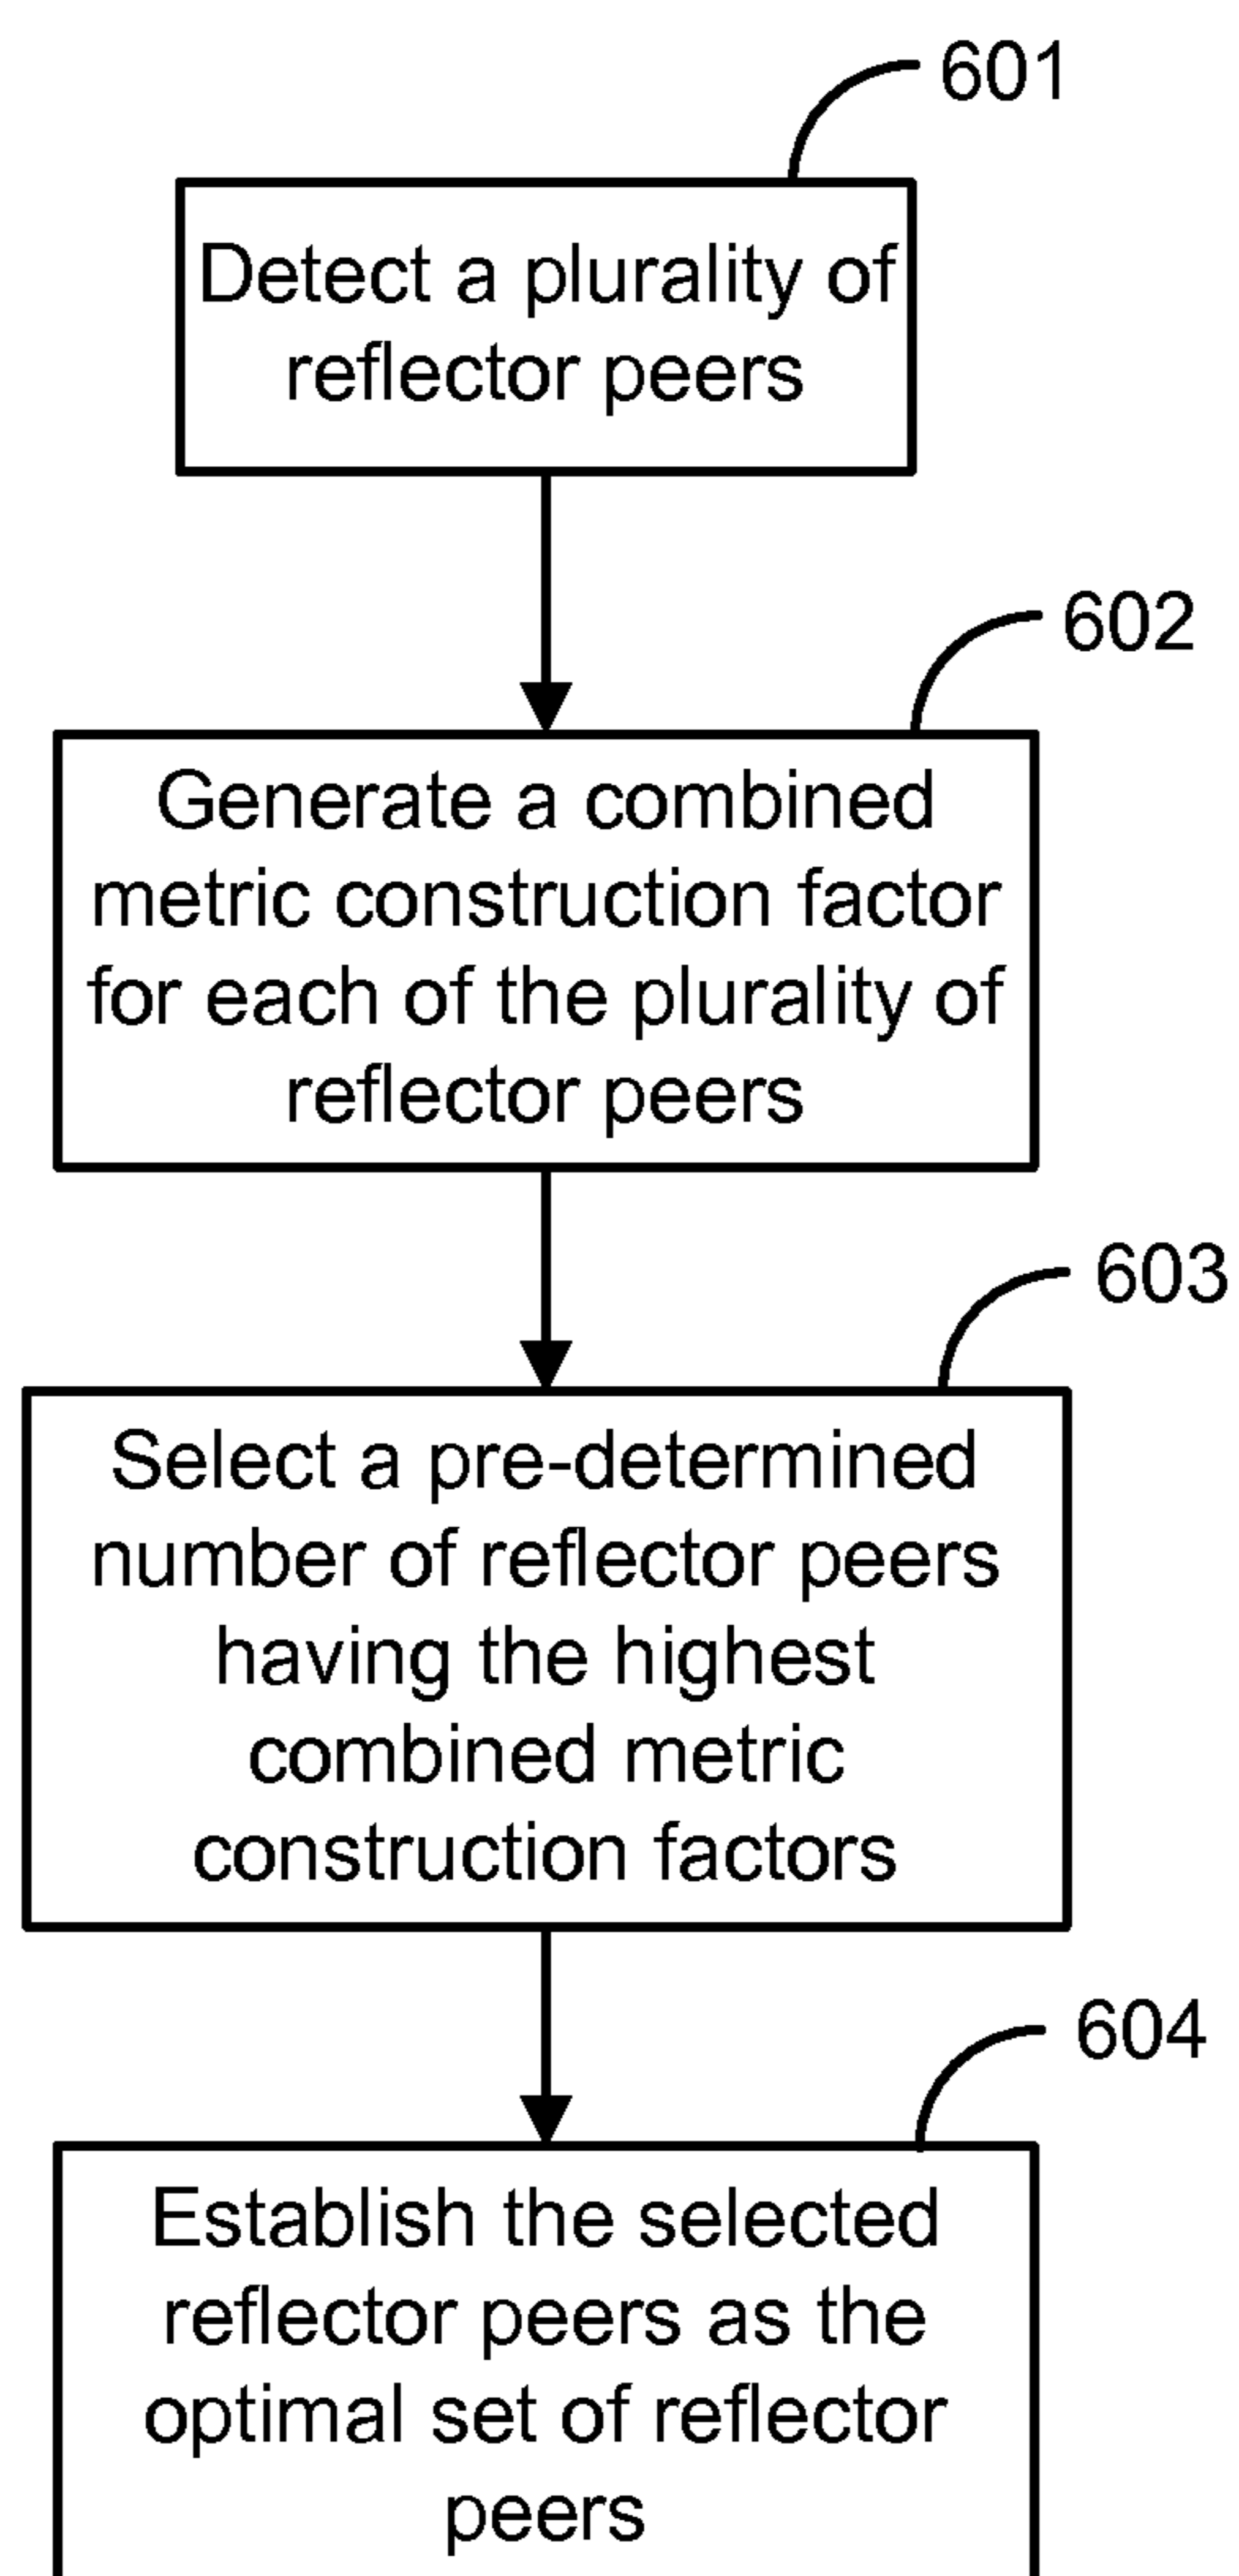 601
Detect a plurality of
reflector peers
602
Generate a combined
metric construction factor
for each of the plurality of
reflector peers
603
Select a pre-determined
number of reflector peers
having the highest
combined metric
construction factors
604
Establish the selected
reflector peers as the
optimal set of reflector
peers